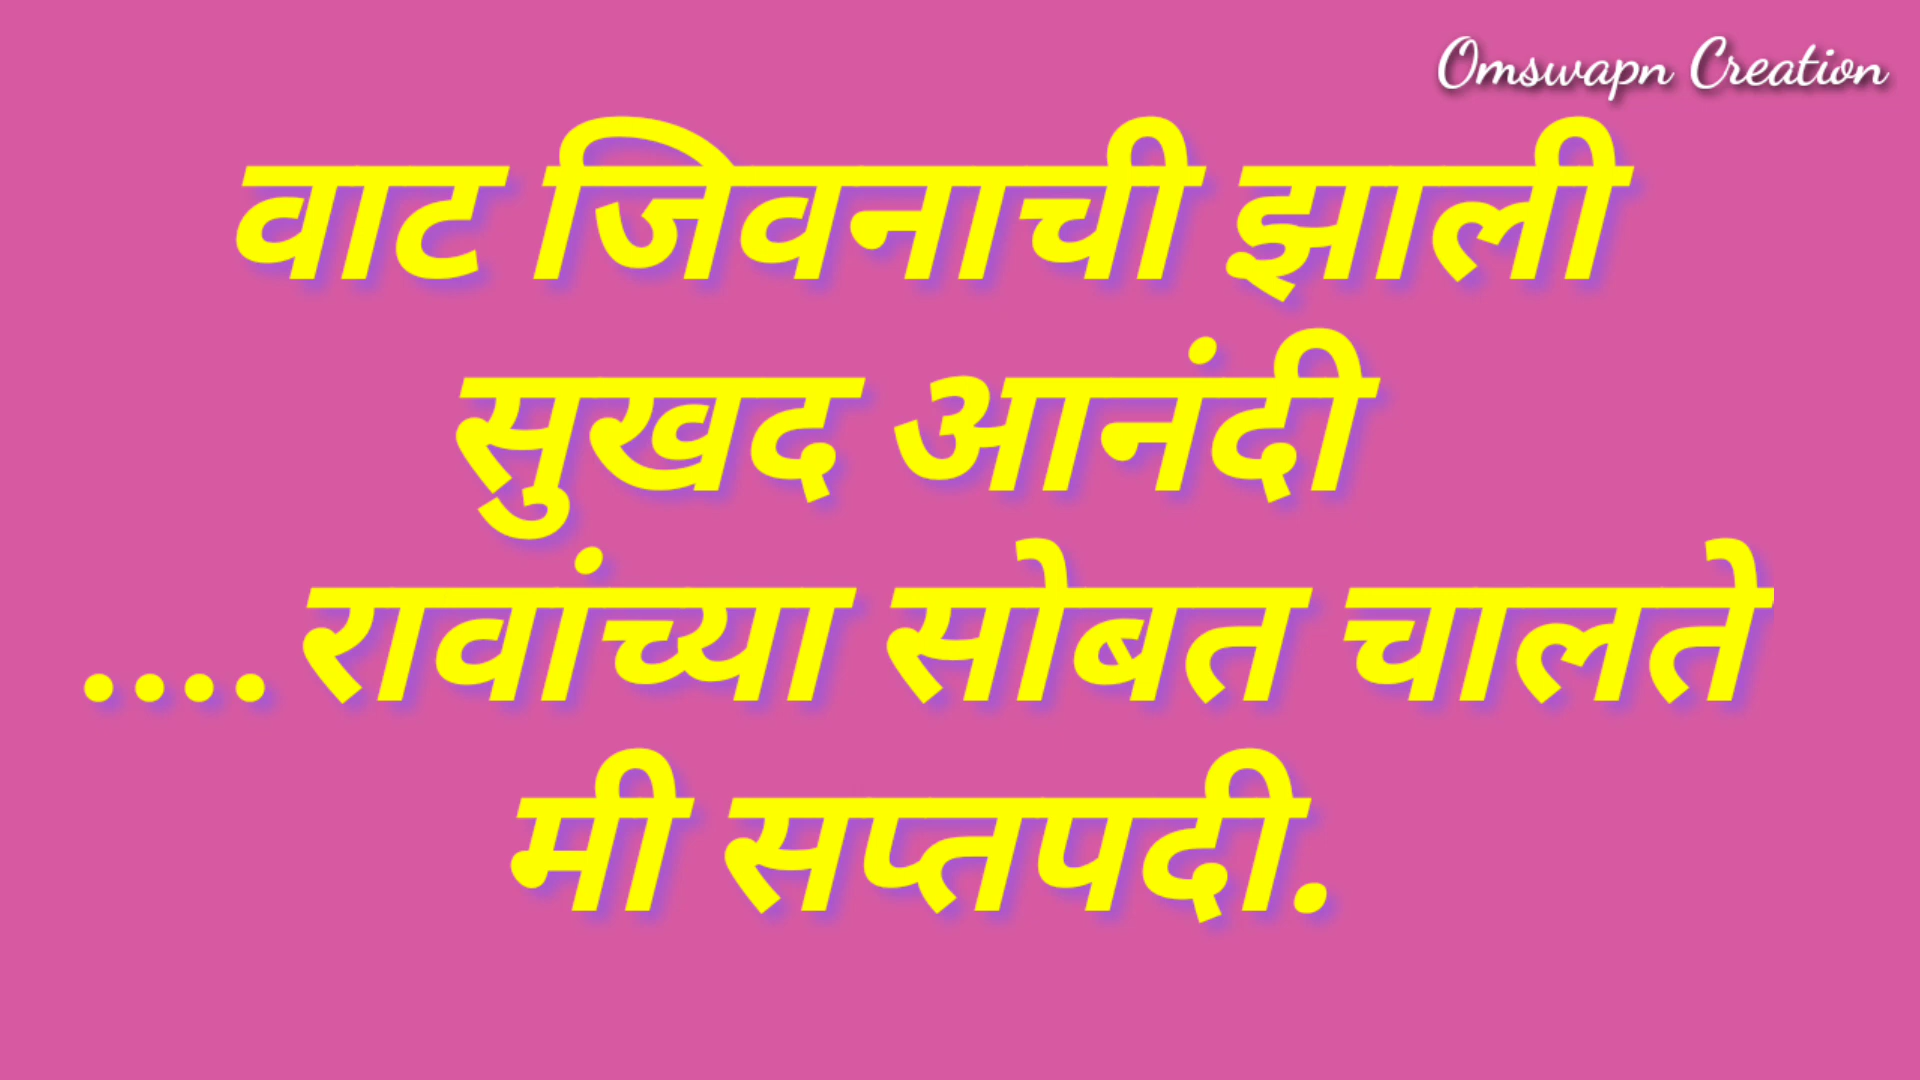 Omswapn Creation
वाट जिवनाची झाली
सुखद आनंदी
....रावांच्या सोबत चालते
मी सप्तपदी.